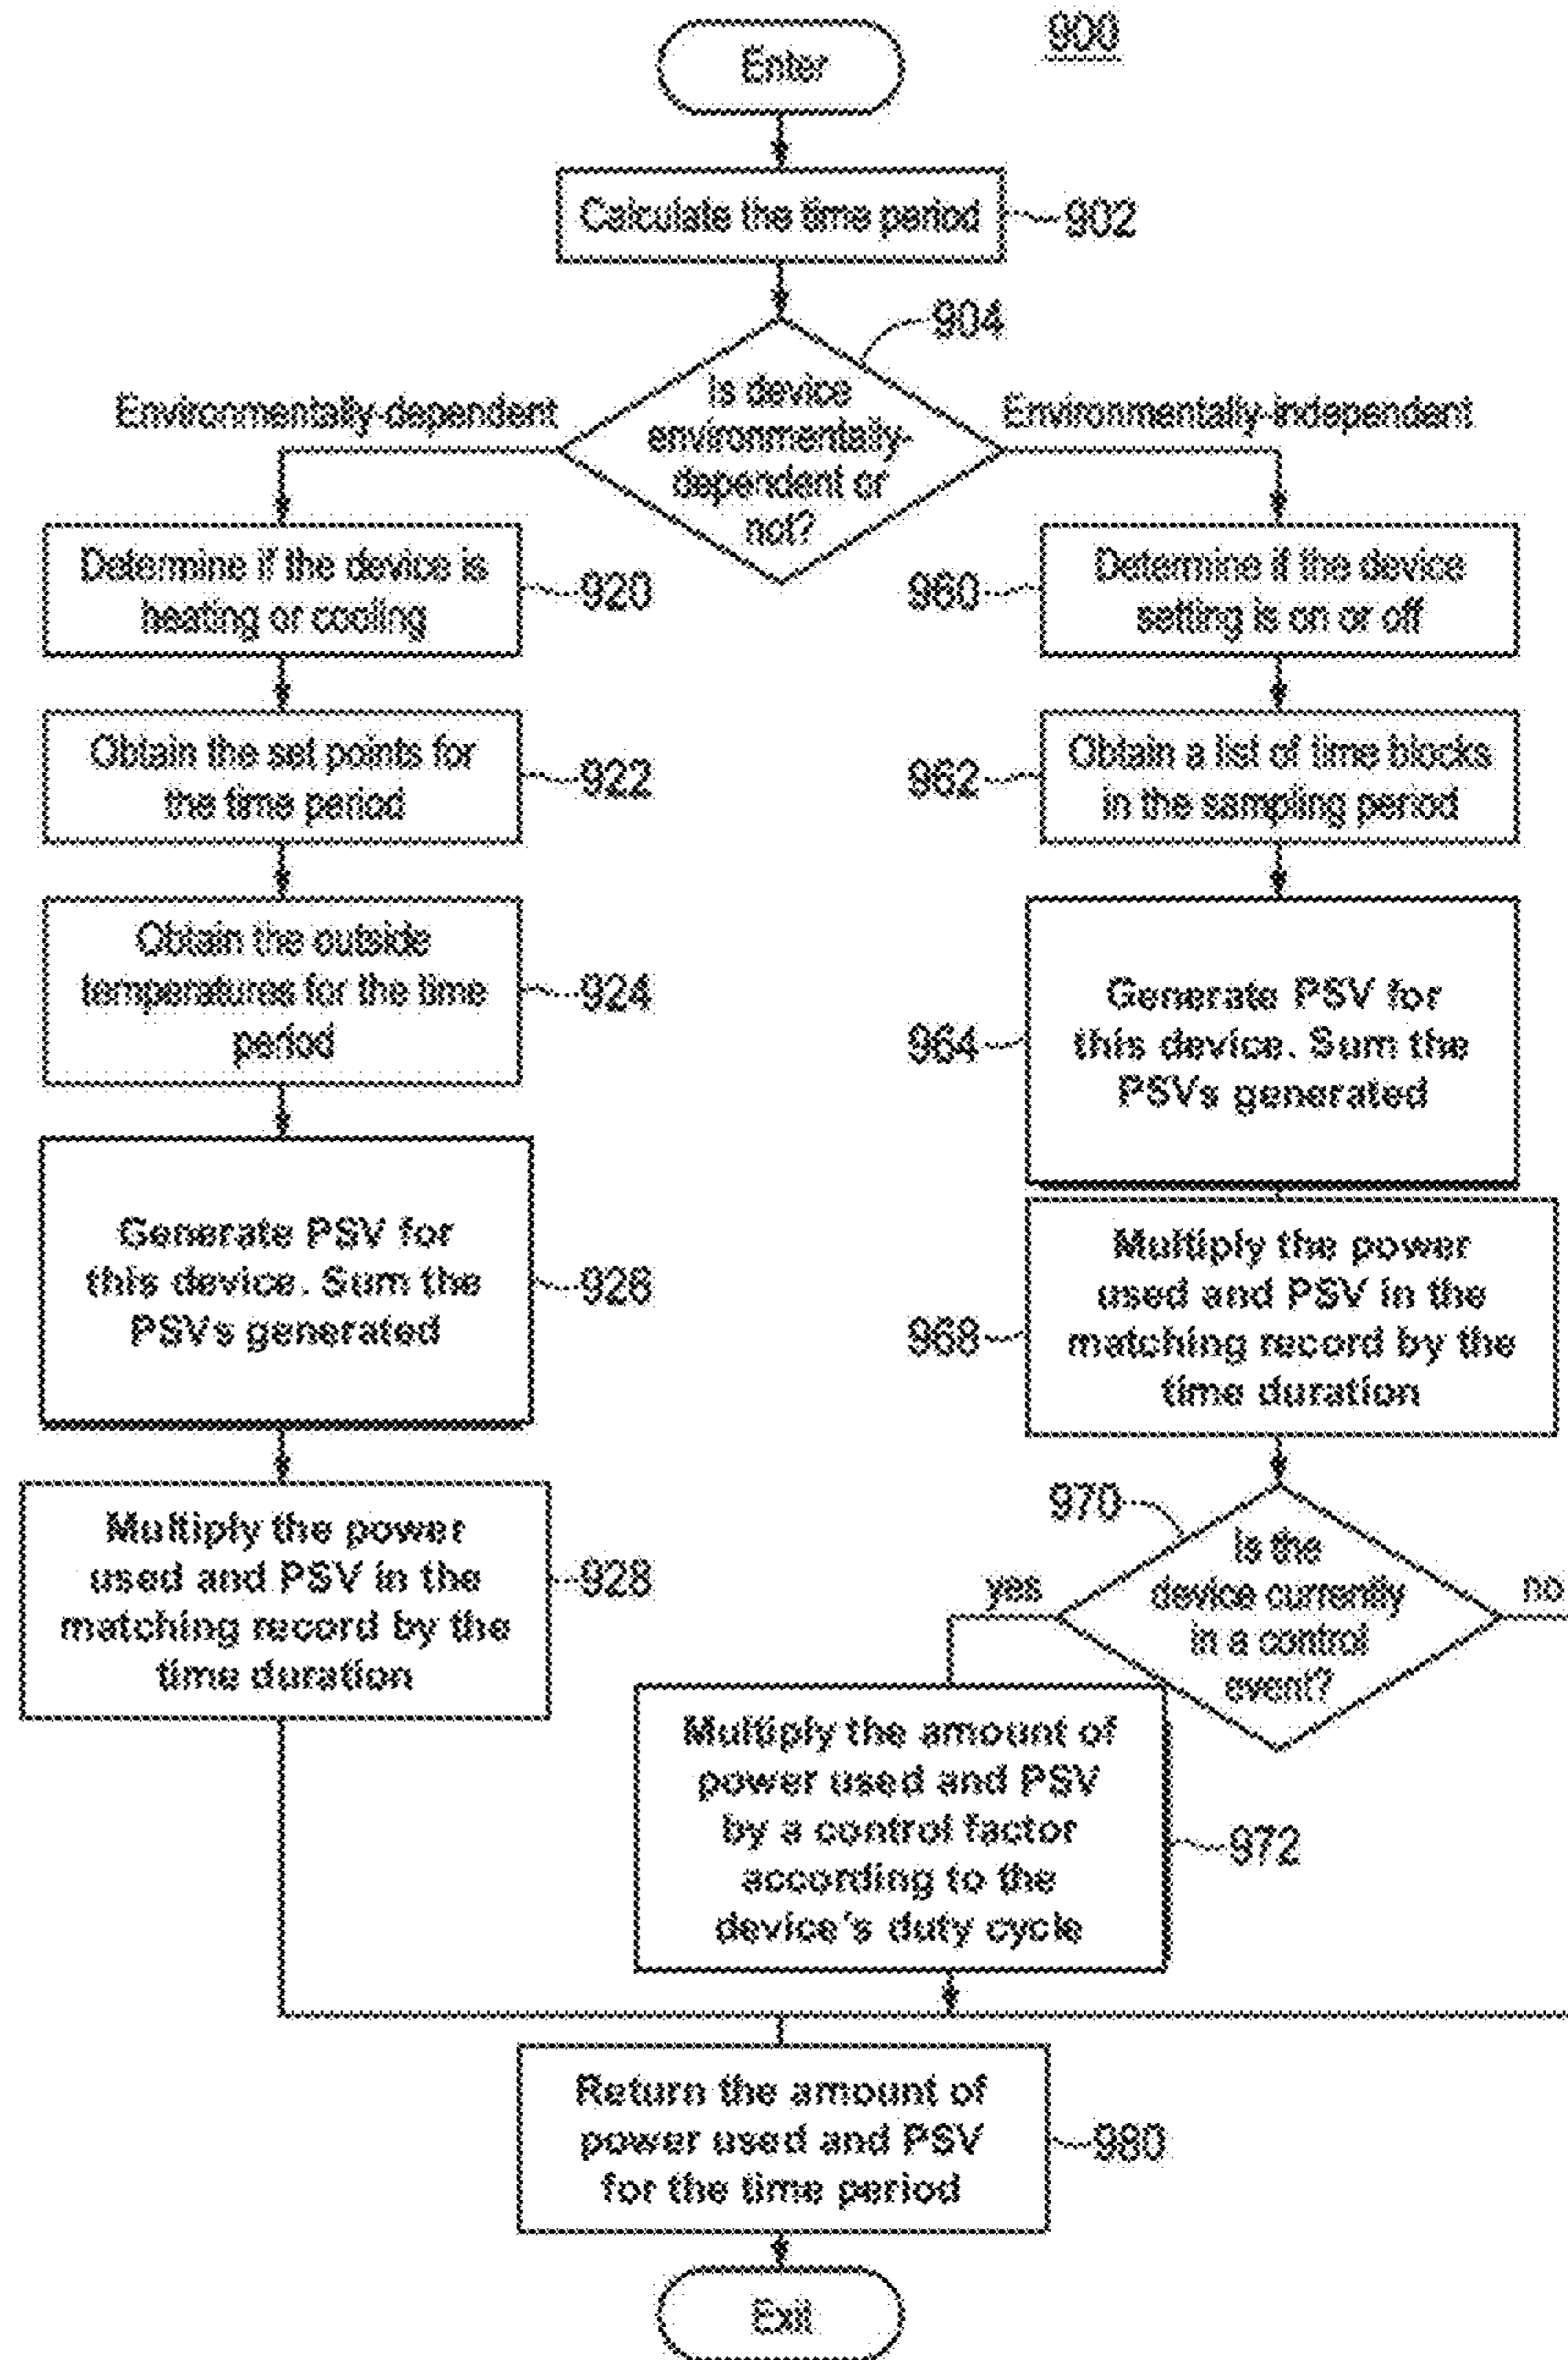 900
Enter
Calculate the time period
902
904
Is device
environmentally-
dependent or
not?
Environmentally-dependent
Environmentally-independent
Determine if the device is
heating or cooling
920
Obtain the set points for
the time period
922
Obtain the outside
temperatures for the time
period
924
Generate PSV for
this device. Sum the
PSVs generated
926
Multiply the power
used and PSV in the
matching record by the
time duration
928
960
Determine if the device
setting is on or off
962
Obtain a list of time blocks
in the sampling period
964
Generate PSV for
this device. Sum the
PSVs generated
968
Multiply the power
used and PSV in the
matching record by the
time duration
970
Is the
device currently
in a control
event?
yes
no
Multiply the amount of
power used and PSV
by a control factor
according to the
device's duty cycle
972
Return the amount of
power used and PSV
for the time period
980
Exit